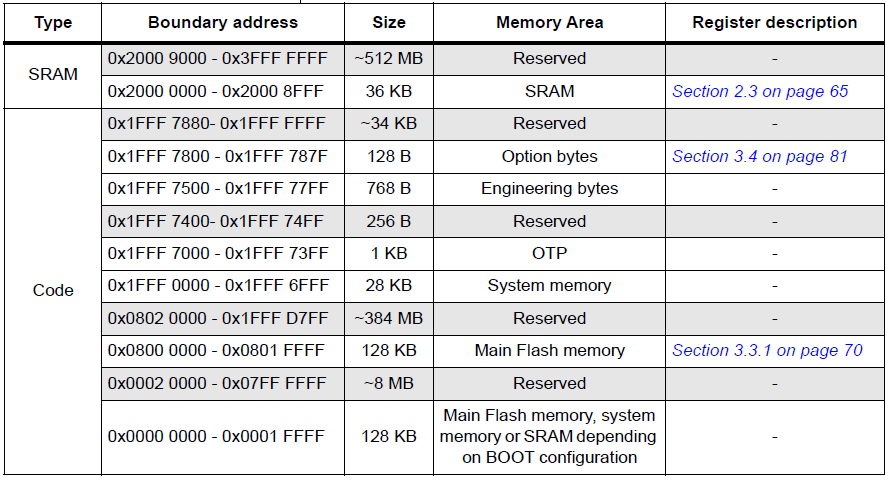 Type Boundary address Size Memory Area Register description
SRAM
0x2000 9000 - 0x3FFF FFFF ~512 MB Reserved -
0x2000 0000 - 0x2000 8FFF 36 KB SRAM Section 2.3 on page 65
Code
0x1FFF 7880- 0x1FFF FFFF ~34 KB Reserved -
0x1FFF 7800 - 0x1FFF 787F 128 B Option bytes Section 3.4 on page 81
0x1FFF 7500 - 0x1FFF 77FF 768 B Engineering bytes -
0x1FFF 7400- 0x1FFF 74FF 256 B Reserved -
0x1FFF 7000 - 0x1FFF 73FF 1 KB OTP -
0x1FFF 0000 - 0x1FFF 6FFF 28 KB System memory -
0x0802 0000 - 0x1FFF D7FF ~384 MB Reserved -
0x0800 0000 - 0x0801 FFFF 128 KB Main Flash memory Section 3.3.1 on page 70
0x0002 0000 - 0x07FF FFFF ~8 MB Reserved -
0x0000 0000 - 0x0001 FFFF 128 KB Main Flash memory, system
memory or SRAM depending
on BOOT configuration -